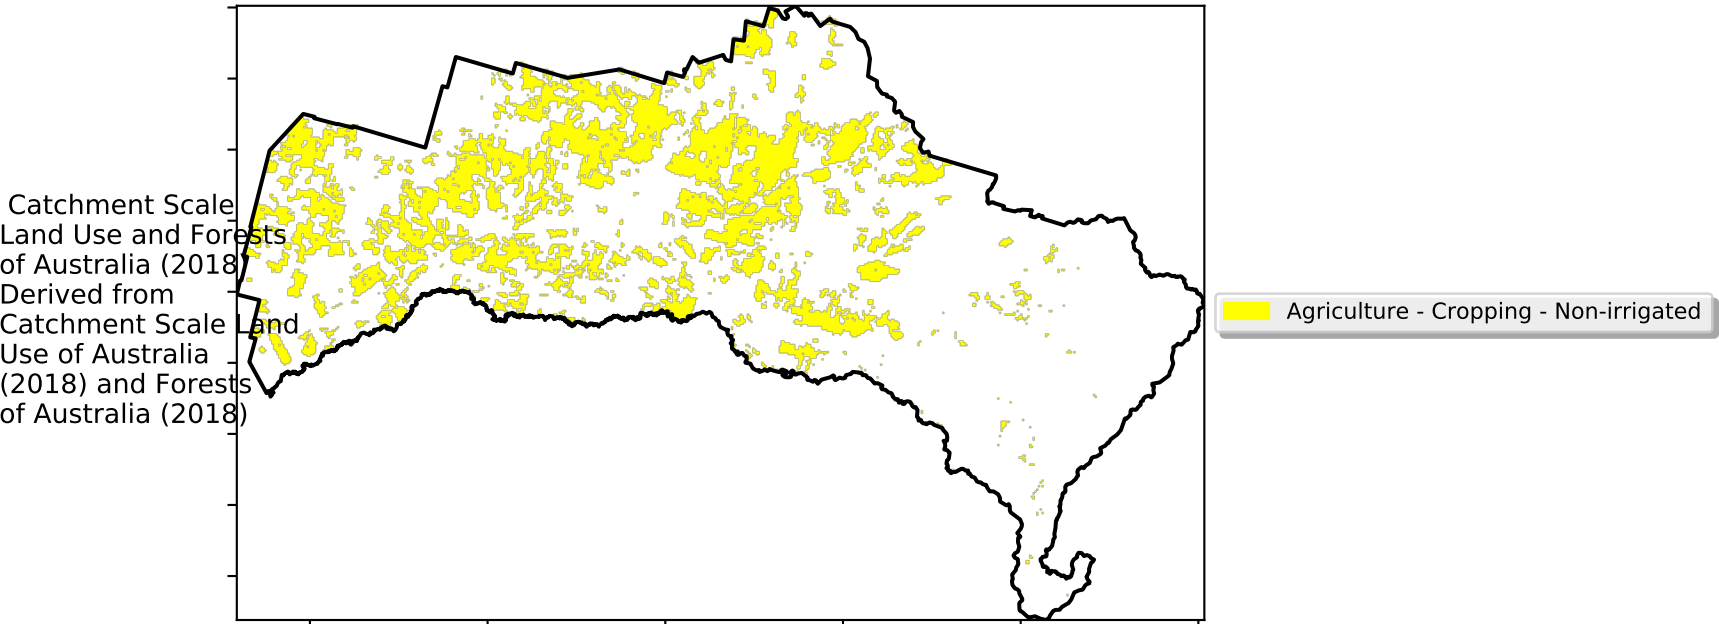 Catchment Scale
Land Use and Forests
of Australia (2018)
Derived from
Catchment Scale Land
Use of Australia
(2018) and Forests
of Australia (2018)
Agriculture - Cropping - Non-irrigated